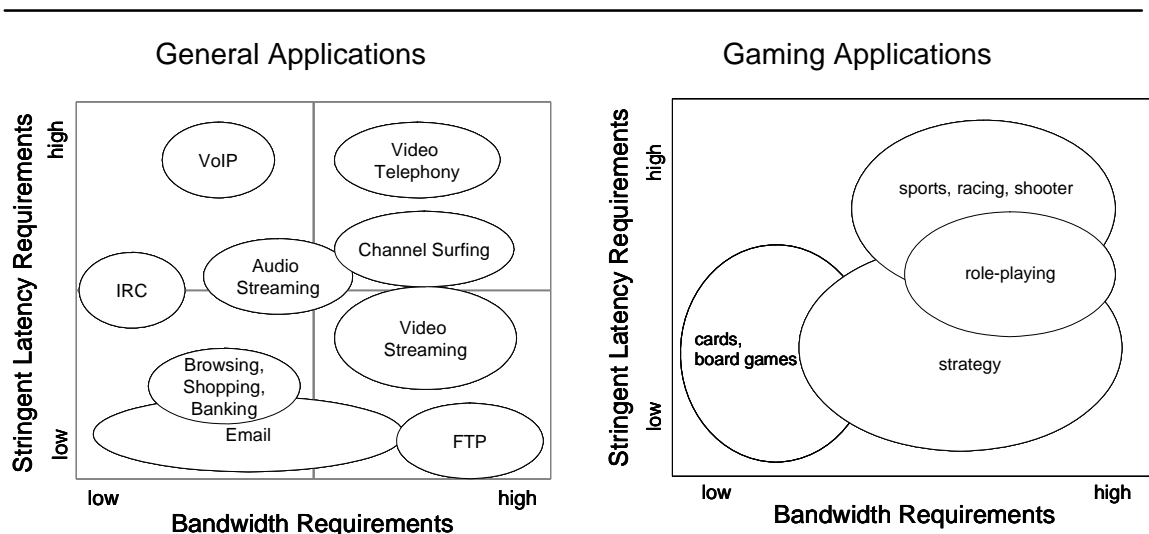 General Applications
Stringent Latency Requirements
high
low
VoIP
Video
Telephony
Channel Surfing
Audio
Streaming
IRC
Video
Streaming
Browsing,
Shopping,
Banking
Email
FTP
low
high
Bandwidth Requirements
Gaming Applications
Stringent Latency Requirements
high
low
sports, racing, shooter
role-playing
cards,
board games
strategy
low
high
Bandwidth Requirements